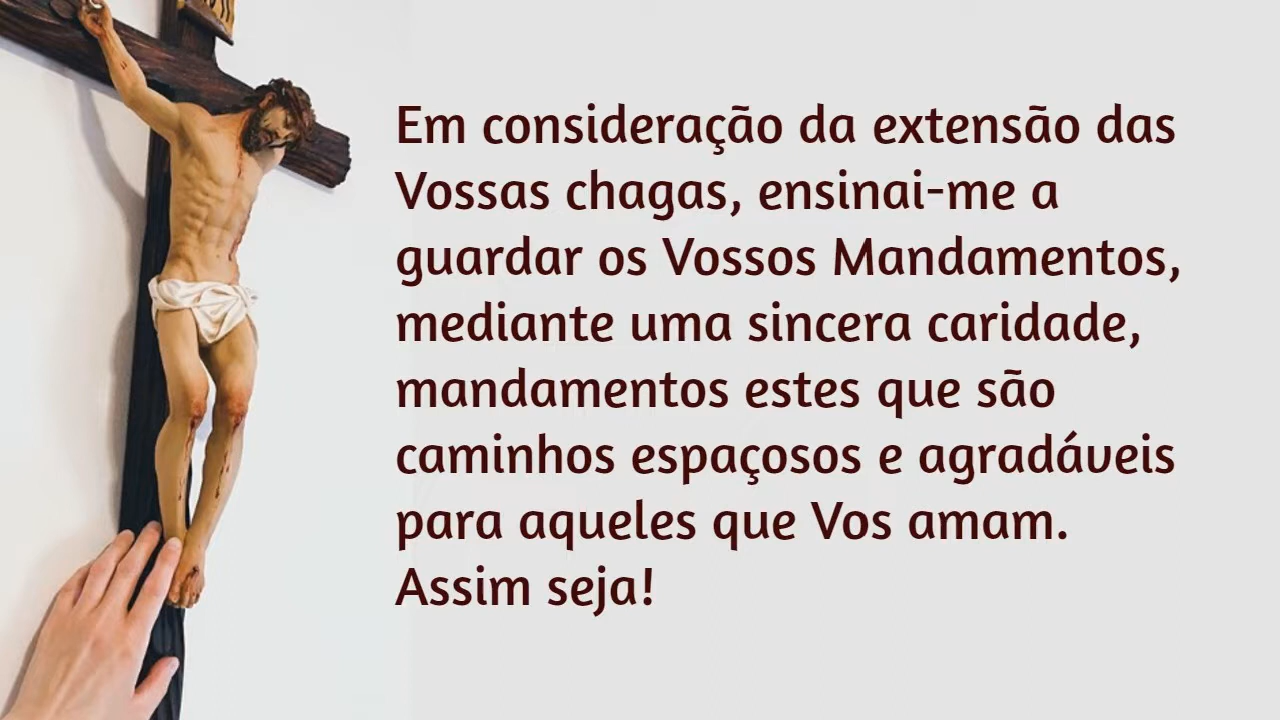 Em consideração da extensão das
Vossas chagas, ensinai-me a
guardar os Vossos Mandamentos,
mediante uma sincera caridade,
mandamentos estes que são
caminhos espaçosos e agradáveis
para aqueles que Vos amam.
Assim seja!